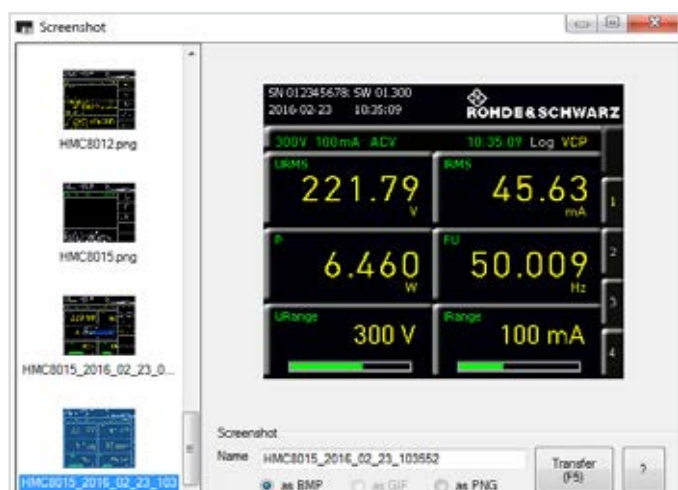 Screenshot
HMC8012.png
HMC8015.png
HMC8015_2016_02_23_0...
HMC8015_2016_02_23_103
SN 012345678: SW 01.300
2016-02-23 10:35:09
ROHDE&SCHWARZ
300V 100mA ACV 10:35:09 Log VCP
URMS
221.79
V
IRMS
45.63
mA
P
6.460
W
FU
50.009
Hz
URange
300 V
IRange
100 mA
1
2
3
4
Screenshot
Name HMC8015_2016_02_23_103552
Transfer
(F5)
?
as BMP as GIF as PNG